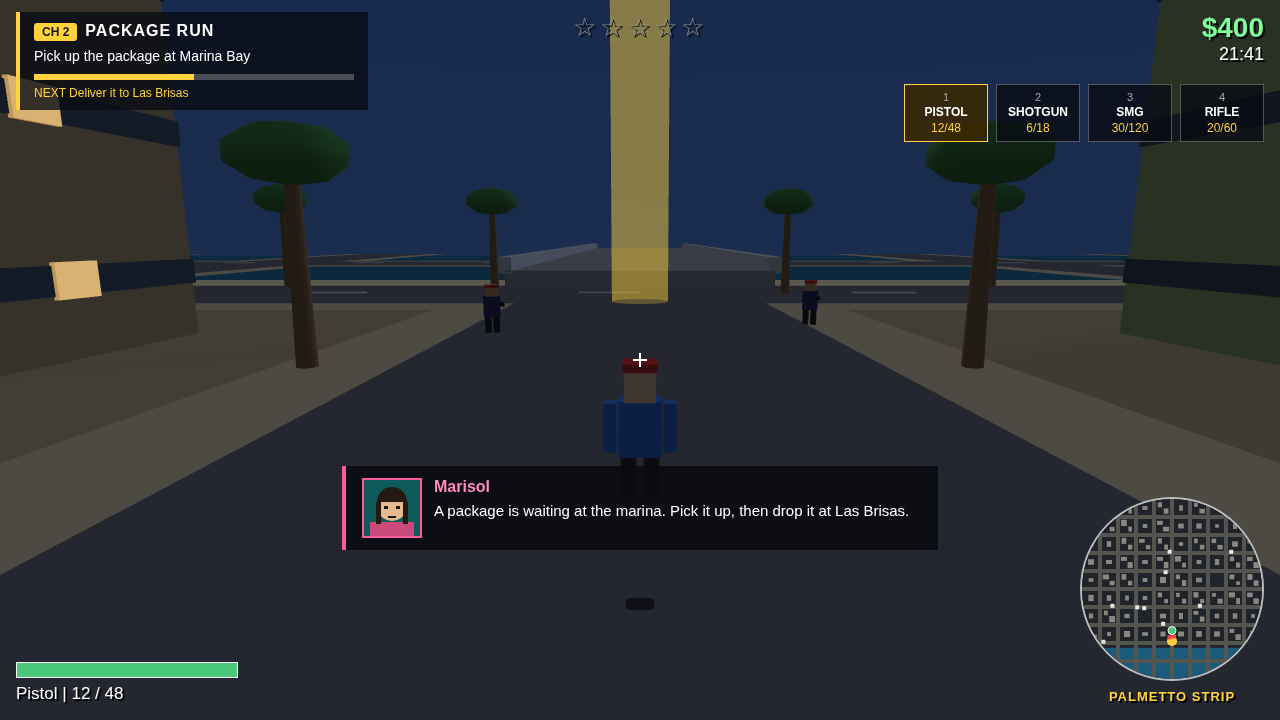 CH 2 PACKAGE RUN
Pick up the package at Marina Bay
NEXT Deliver it to Las Brisas
$400
21:41
1
PISTOL
12/48
2
SHOTGUN
6/18
3
SMG
30/120
4
RIFLE
20/60
Marisol
A package is waiting at the marina. Pick it up, then drop it at Las Brisas.
Pistol | 12 / 48
PALMETTO STRIP